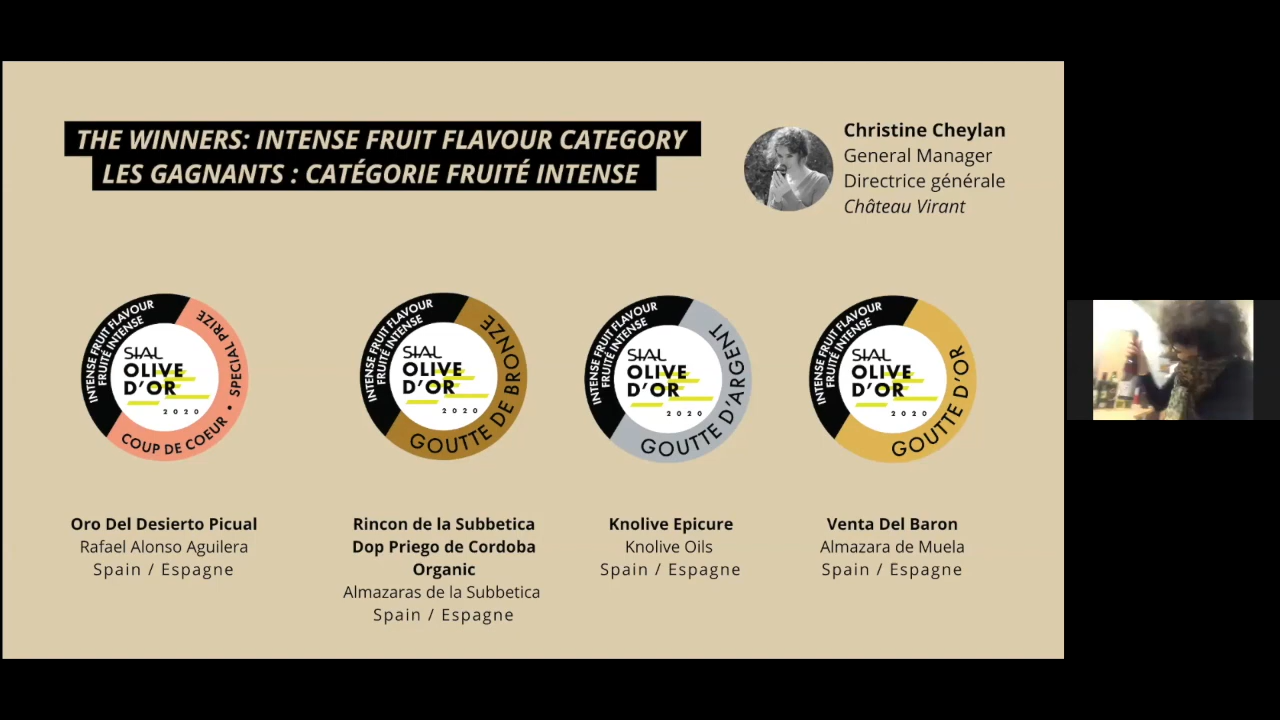 THE WINNERS: INTENSE FRUIT FLAVOUR CATEGORY
LES GAGNANTS : CATÉGORIE FRUITÉ INTENSE
Christine Cheylan
General Manager
Directrice générale
Château Virant
INTENSE FRUIT FLAVOUR
FRUITÉ INTENSE
SIAL
OLIVE
D'OR
2020
COUP DE COEUR • SPECIAL PRIZE
INTENSE FRUIT FLAVOUR
FRUITÉ INTENSE
SIAL
OLIVE
D'OR
2020
GOUTTE DE BRONZE
INTENSE FRUIT FLAVOUR
FRUITÉ INTENSE
SIAL
OLIVE
D'OR
2020
GOUTTE D'ARGENT
INTENSE FRUIT FLAVOUR
FRUITÉ INTENSE
SIAL
OLIVE
D'OR
2020
GOUTTE D'OR
Oro Del Desierto Picual
Rafael Alonso Aguilera
Spain / Espagne
Rincon de la Subbetica
Dop Priego de Cordoba
Organic
Almazaras de la Subbetica
Spain / Espagne
Knolive Epicure
Knolive Oils
Spain / Espagne
Venta Del Baron
Almazara de Muela
Spain / Espagne